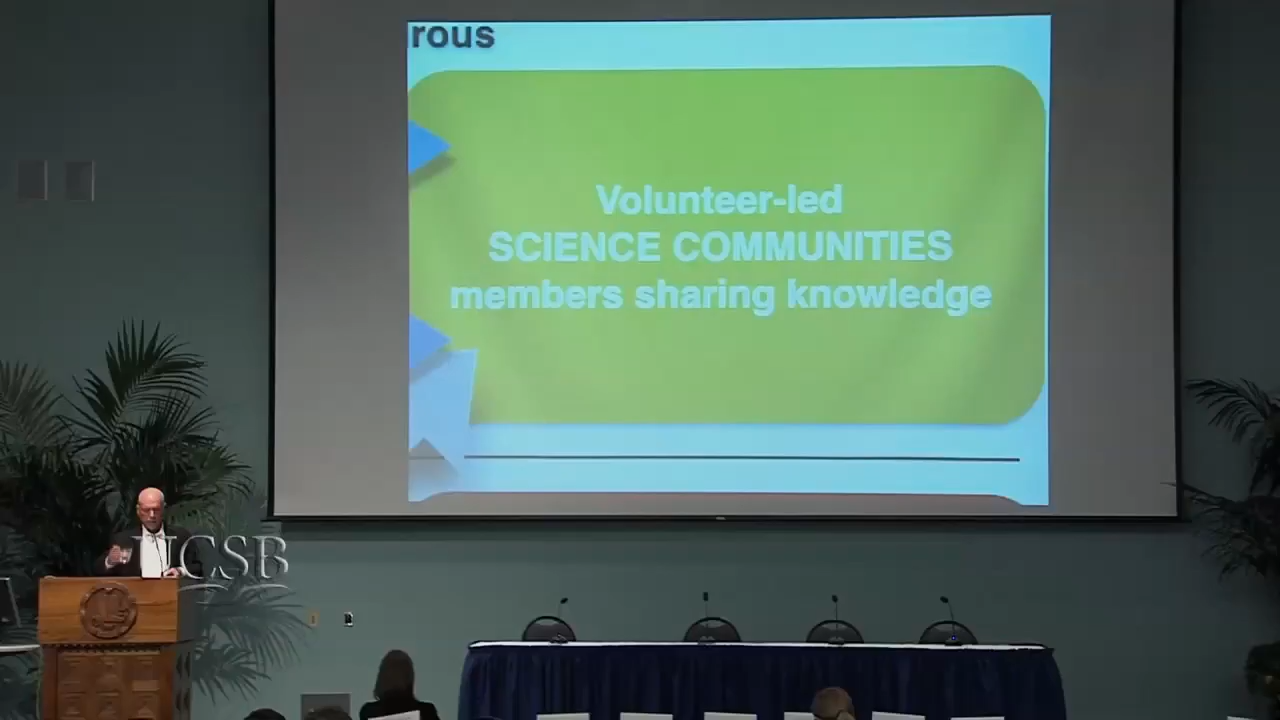 rous
Volunteer-led
SCIENCE COMMUNITIES
members sharing knowledge
UCSB